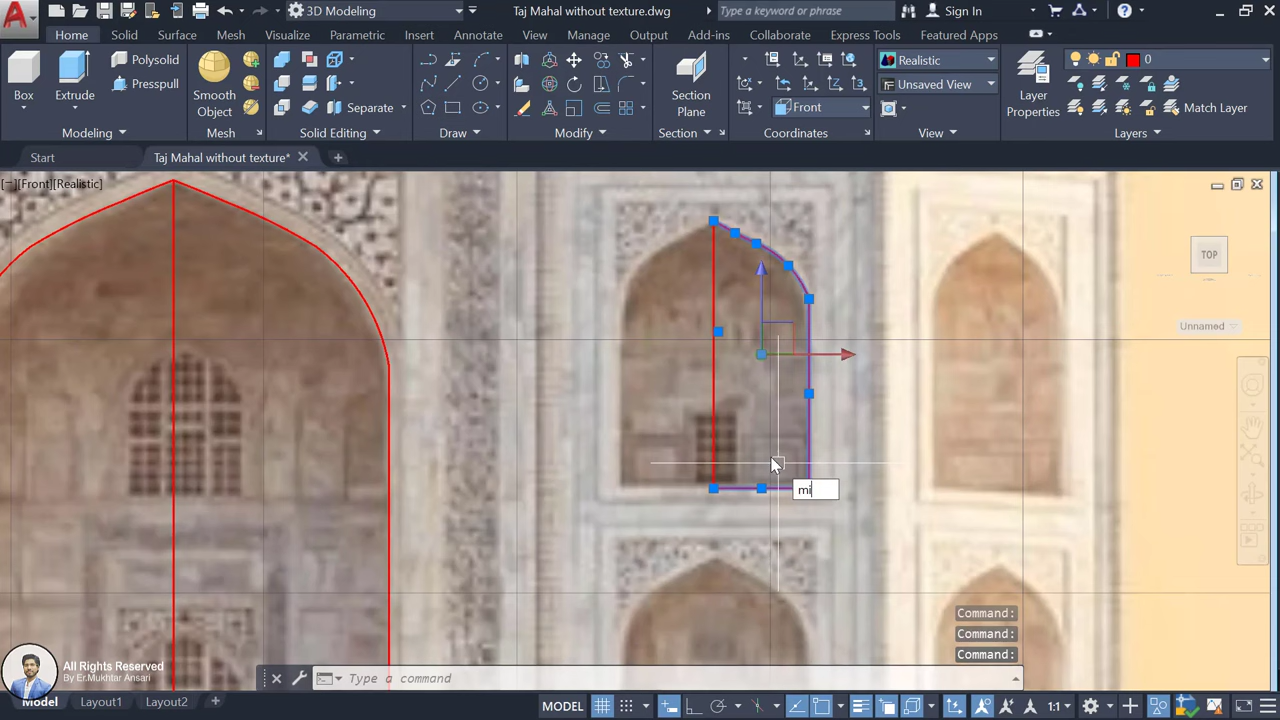 3D Modeling
Taj Mahal without texture.dwg
Type a keyword or phrase
Sign In
Home
Solid
Surface
Mesh
Visualize
Parametric
Insert
Annotate
View
Manage
Output
Add-ins
Collaborate
Express Tools
Featured Apps
Box
Extrude
Polysolid
Presspull
Smooth
Object
Separate
Section
Plane
Front
Realistic
Unsaved View
Layer
Properties
0
Match Layer
Modeling
Mesh
Solid Editing
Draw
Modify
Section
Coordinates
View
Layers
Start
Taj Mahal without texture*
[−][Front][Realistic]
TOP
Unnamed
mi
Command:
Command:
Command:
Type a command
All Rights Reserved
By Er.Mukhtar Ansari
Model
Layout1
Layout2
MODEL
1:1